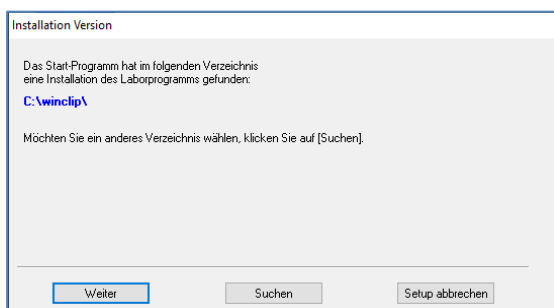 Installation Version
Das Start-Programm hat im folgenden Verzeichnis
eine Installation des Laborprogramms gefunden:
C:\winclip\
Möchten Sie ein anderes Verzeichnis wählen, klicken Sie auf [Suchen].
Weiter
Suchen
Setup abbrechen